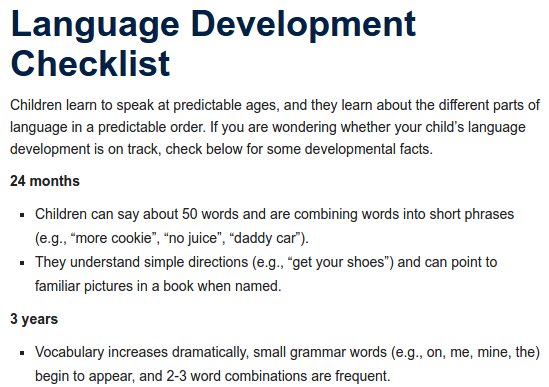 Language Development
Checklist
Children learn to speak at predictable ages, and they learn about the different parts of
language in a predictable order. If you are wondering whether your child’s language
development is on track, check below for some developmental facts.
24 months
▪ Children can say about 50 words and are combining words into short phrases
(e.g., “more cookie”, “no juice”, “daddy car”).
▪ They understand simple directions (e.g., “get your shoes”) and can point to
familiar pictures in a book when named.
3 years
▪ Vocabulary increases dramatically, small grammar words (e.g., on, me, mine, the)
begin to appear, and 2-3 word combinations are frequent.